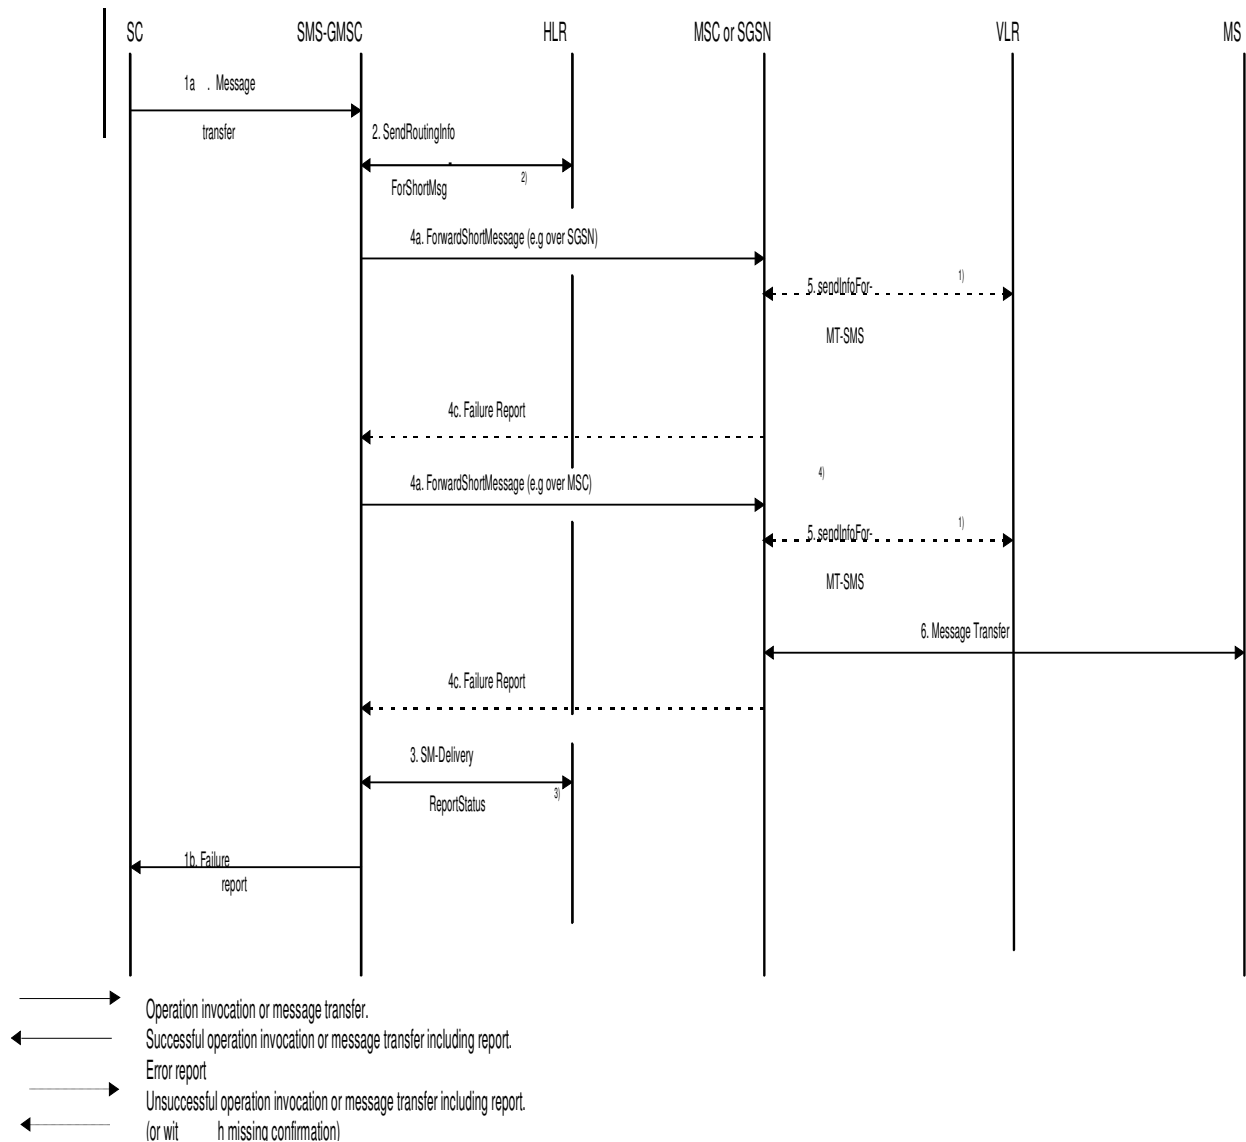 SC SMS-GMSC HLR MSC or SGSN VLR MS
1a . Message
transfer
2. SendRoutingInfo
2)
ForShortMsg
4a. ForwardShortMessage (e.g over SGSN)
1)
5. sendInfoFor-
MT-SMS
4c. Failure Report
4)
4a. ForwardShortMessage (e.g over MSC)
1)
5. sendInfoFor-
MT-SMS
6. Message Transfer
4c. Failure Report
3. SM-Delivery
3)
ReportStatus
1b. Failure
report
Operation invocation or message transfer.
Successful operation invocation or message transfer including report.
Error report
Unsuccessful operation invocation or message transfer including report.
(or wit h missing confirmation)